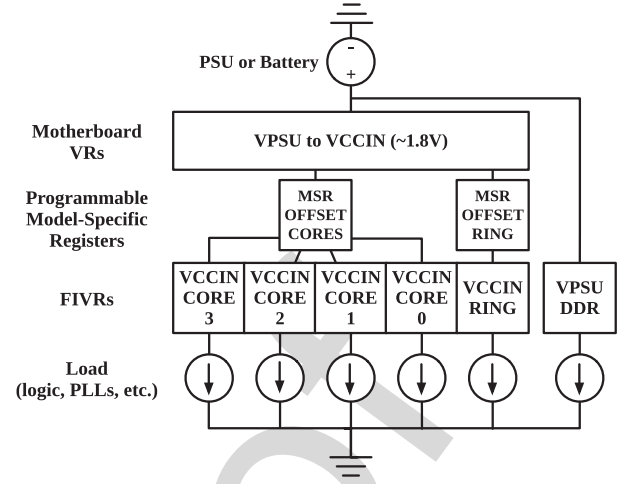 -
PSU or Battery
+
Motherboard
VRs
VPSU to VCCIN (~1.8V)
Programmable
Model-Specific
Registers
MSR
OFFSET
CORES
MSR
OFFSET
RING
FIVRs
VCCIN
CORE
3
VCCIN
CORE
2
VCCIN
CORE
1
VCCIN
CORE
0
VCCIN
RING
VPSU
DDR
Load
(logic, PLLs, etc.)